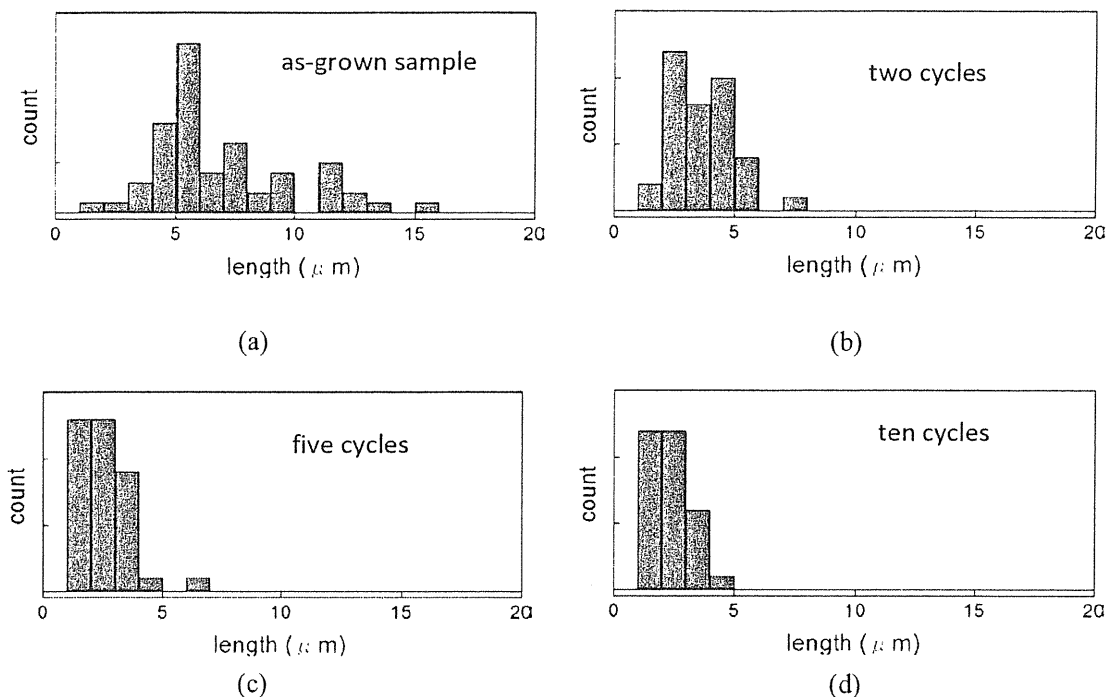 as-grown sample
count
0 5 10 15 20
length ( μ m)
(a)
two cycles
count
0 5 10 15 20
length ( μ m)
(b)
five cycles
count
0 5 10 15 20
length ( μ m)
(c)
ten cycles
count
0 5 10 15 20
length ( μ m)
(d)